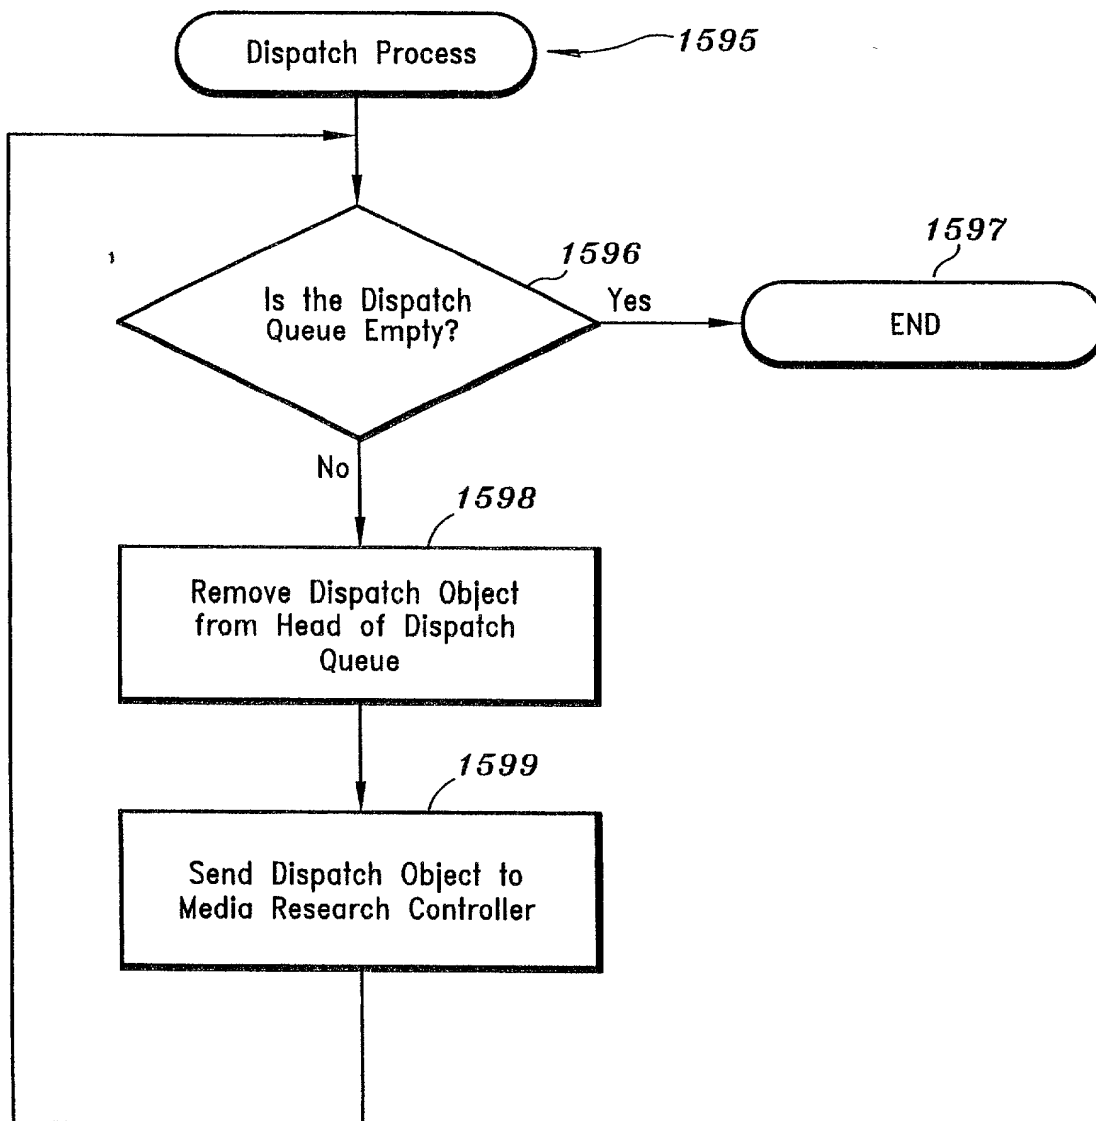 Dispatch Process
1595
1596
Is the Dispatch
Queue Empty?
Yes
1597
END
No
1598
Remove Dispatch Object
from Head of Dispatch
Queue
1599
Send Dispatch Object to
Media Research Controller